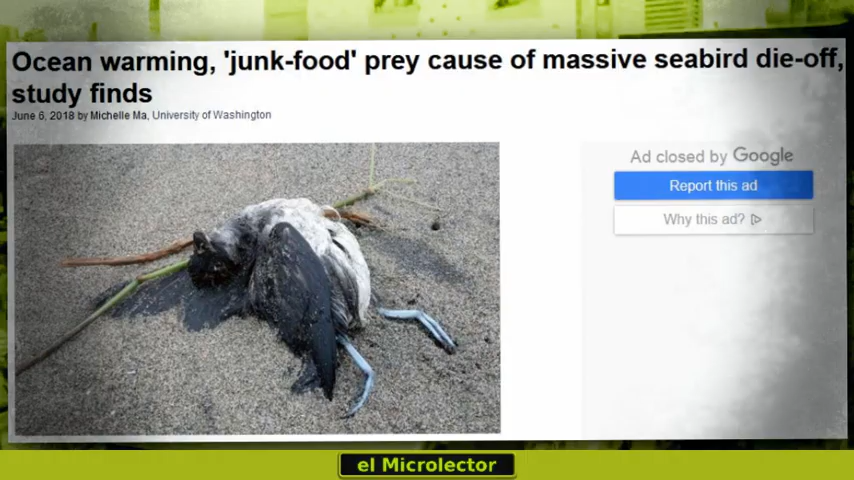 Ocean warming, 'junk-food' prey cause of massive seabird die-off,
study finds
June 6, 2018 by Michelle Ma, University of Washington
Ad closed by Google
Report this ad
Why this ad?
el Microlector